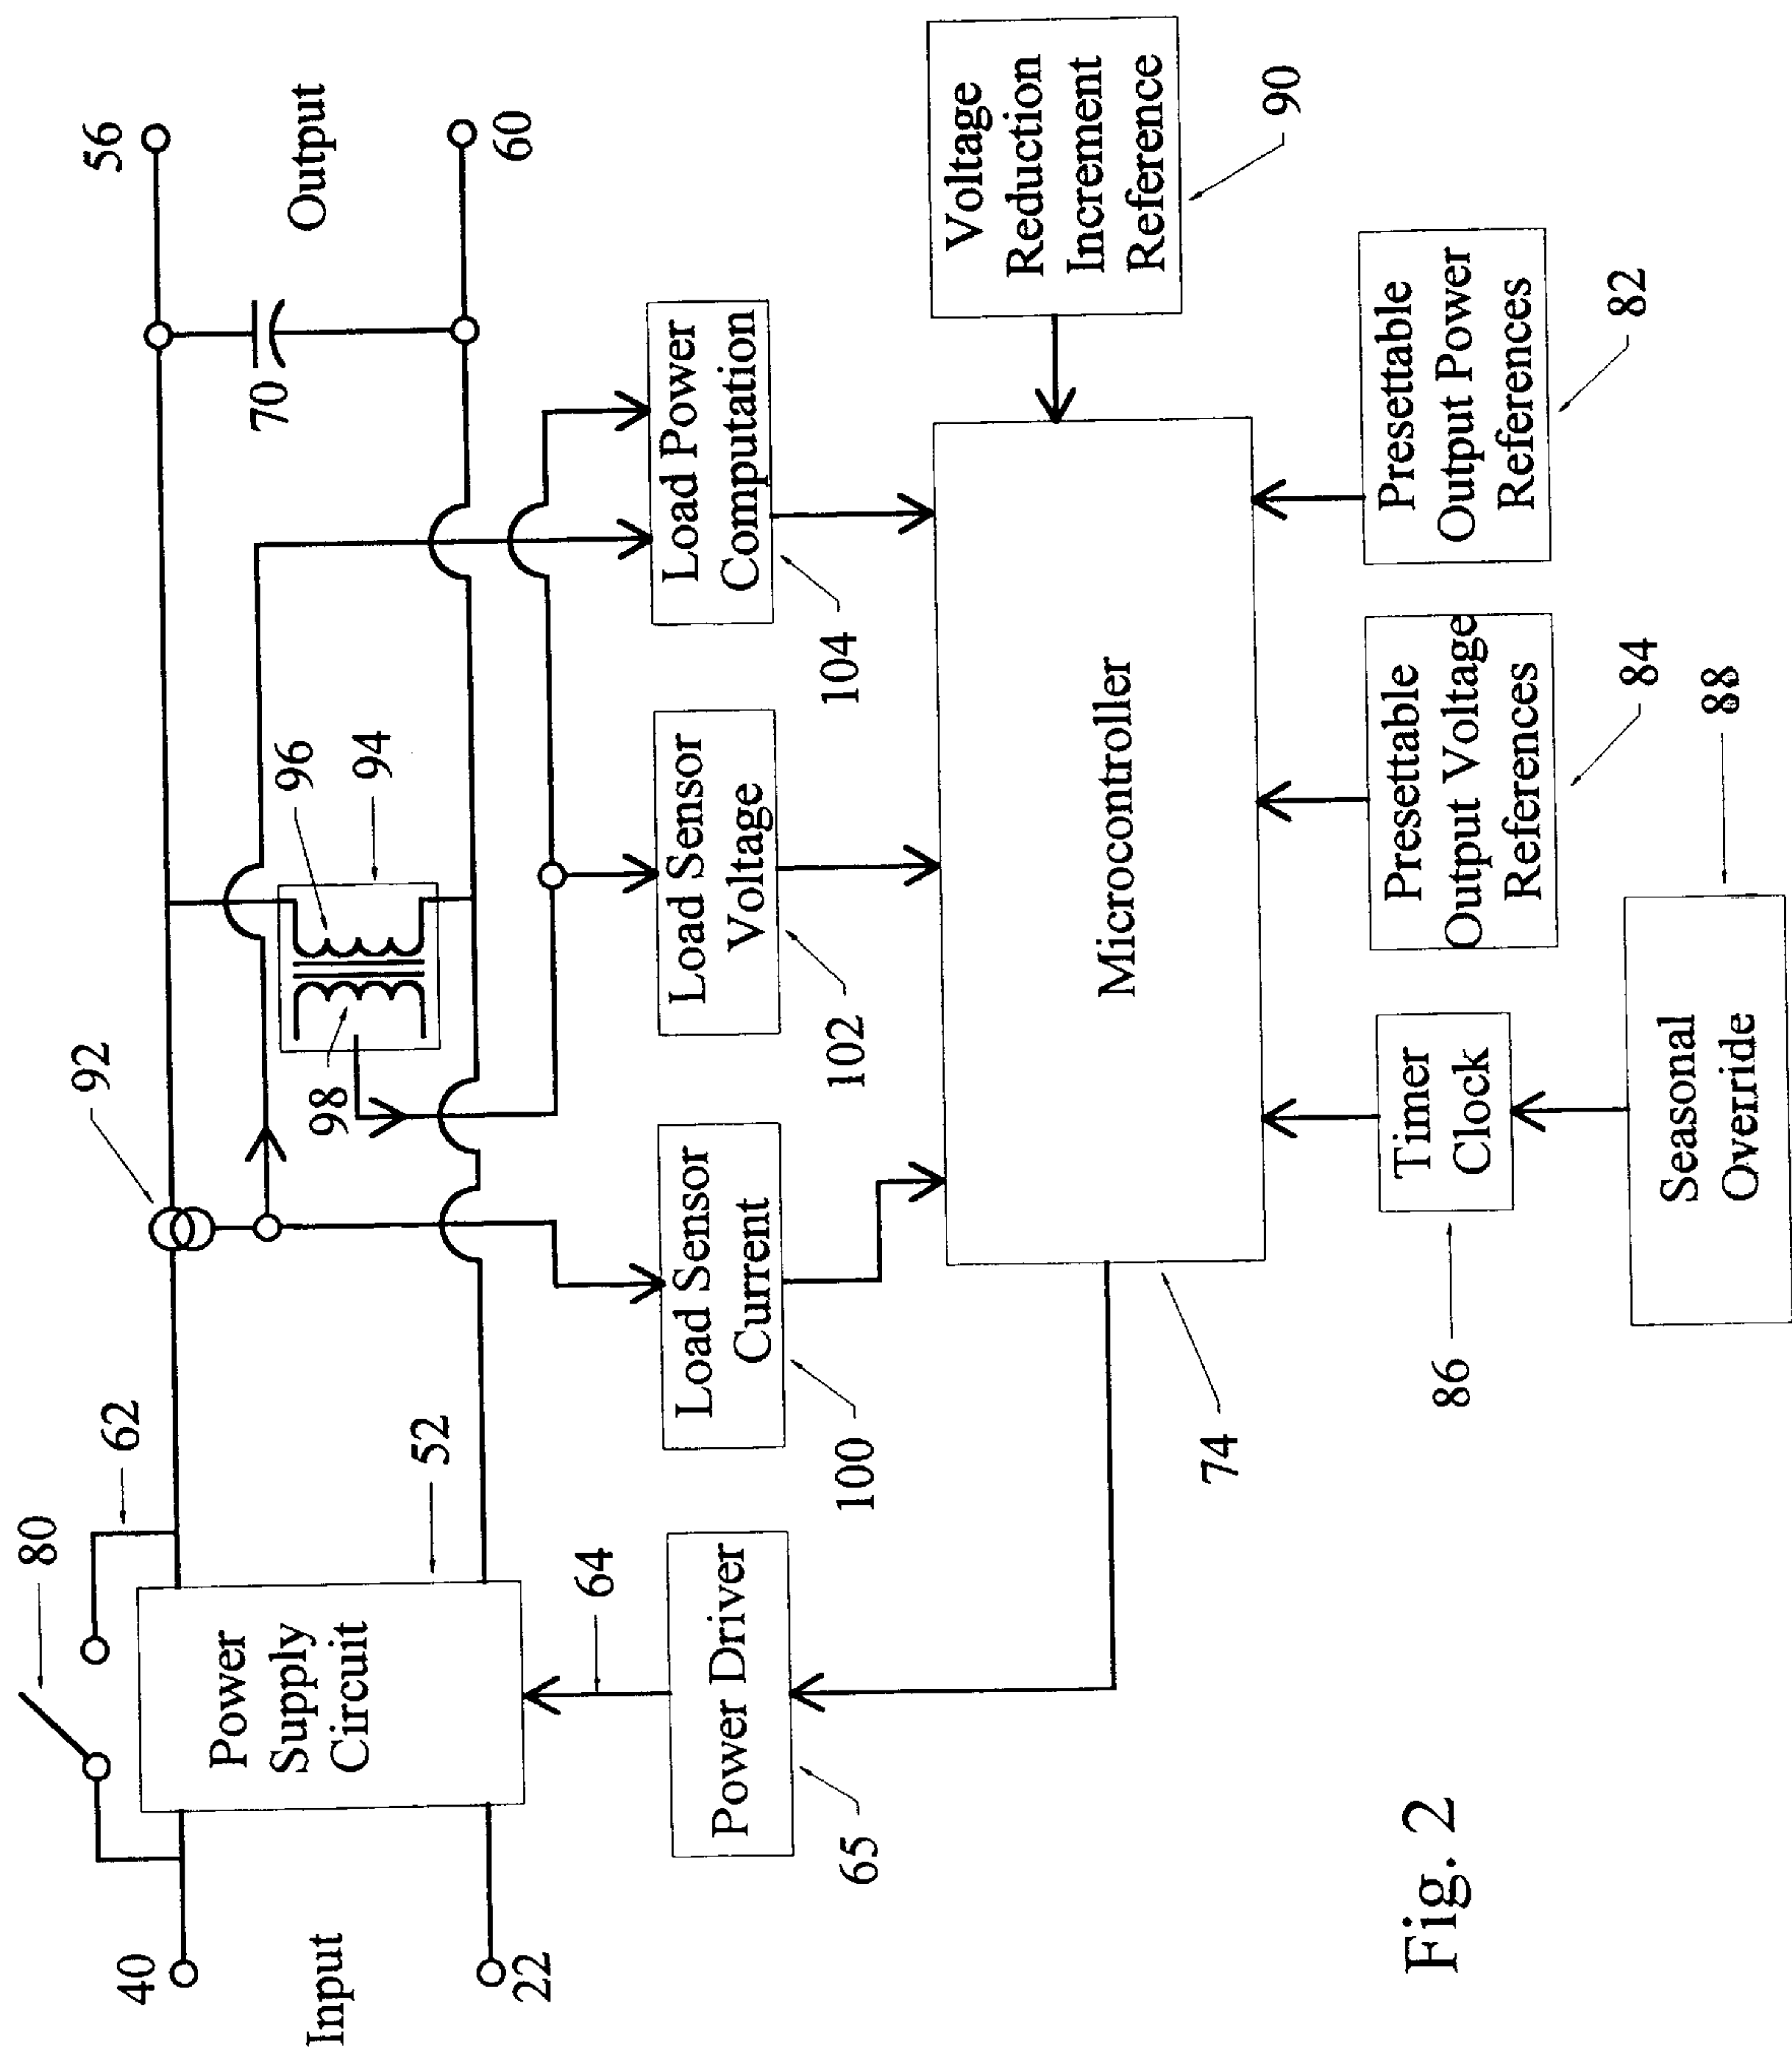 80
62
40
Input
22
Power
Supply
Circuit
52
92
56
Output
60
70
96
94
98
64
Power Driver
65
Load Sensor
Current
100
Load Sensor
Voltage
102
Load Power
Computation
104
Microcontroller
74
Voltage
Reduction
Increment
Reference
90
Timer
Clock
86
Presettable
Output Voltage
References
84
Presettable
Output Power
References
82
Seasonal
Override
88
Fig. 2